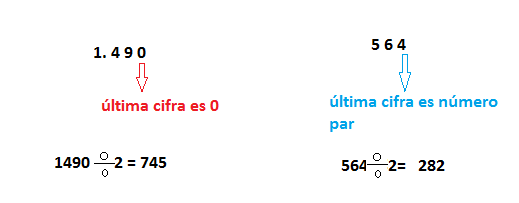 1. 4 9 0
última cifra es 0
1490 ÷ 2 = 745
5 6 4
última cifra es número
par
564 ÷ 2= 282